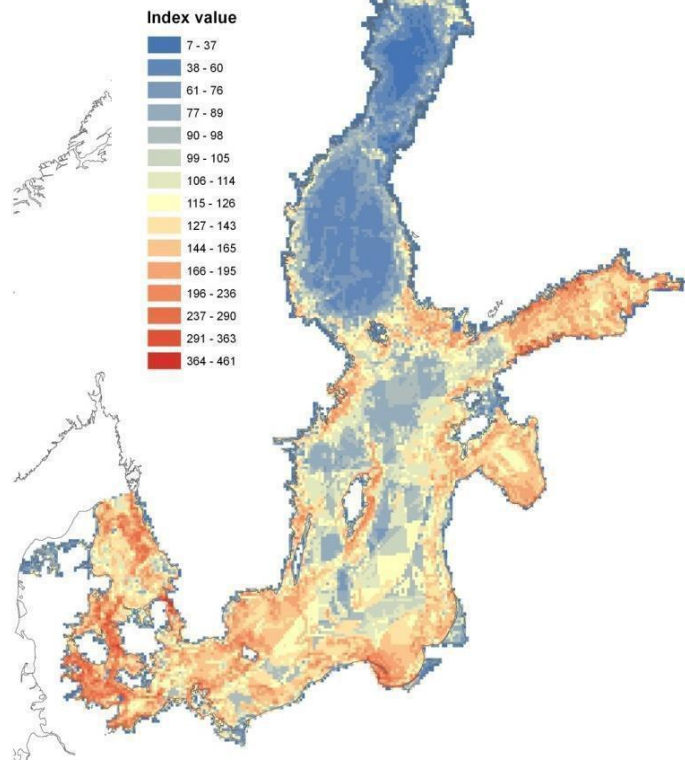 Index value
7 - 37
38 - 60
61 - 76
77 - 89
90 - 98
99 - 105
106 - 114
115 - 126
127 - 143
144 - 165
166 - 195
196 - 236
237 - 290
291 - 363
364 - 461